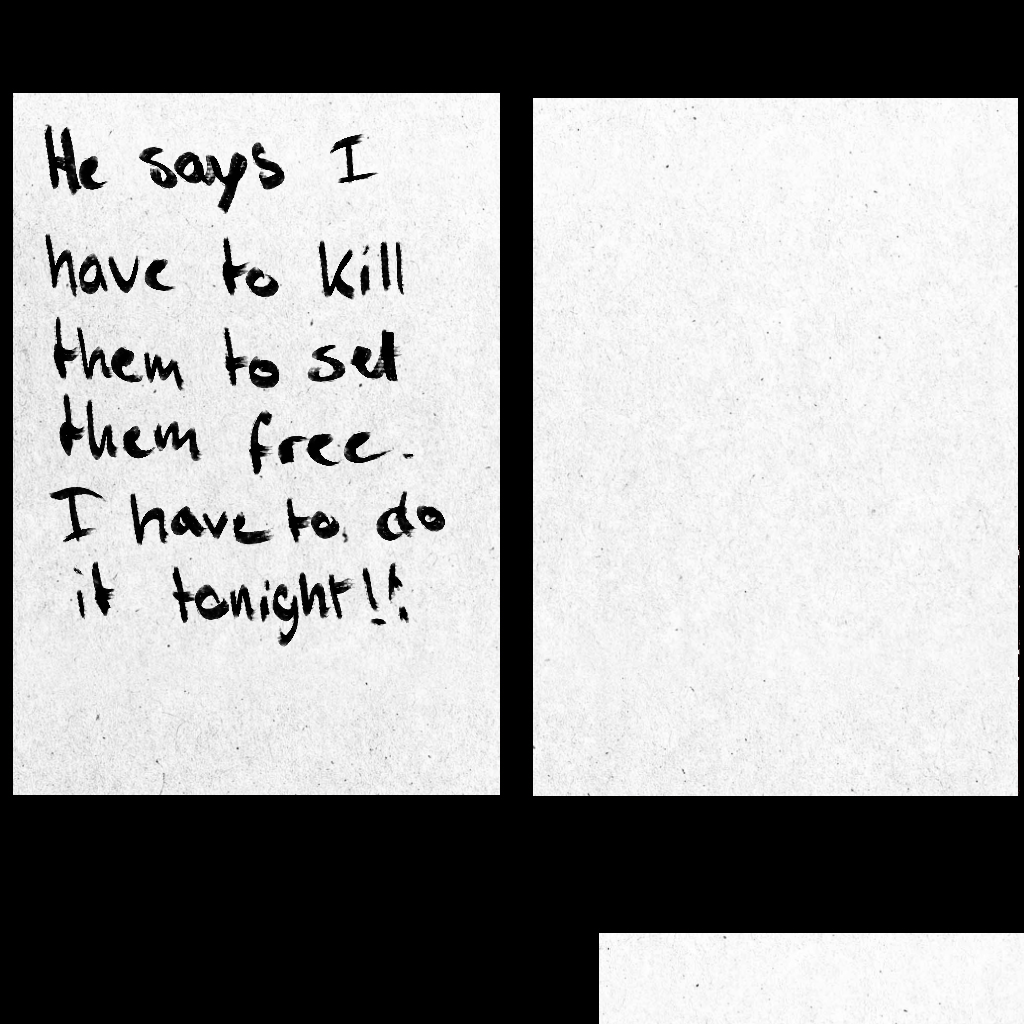 He says I
have to kill
them to set
them free.
I have to do
it tonight!!